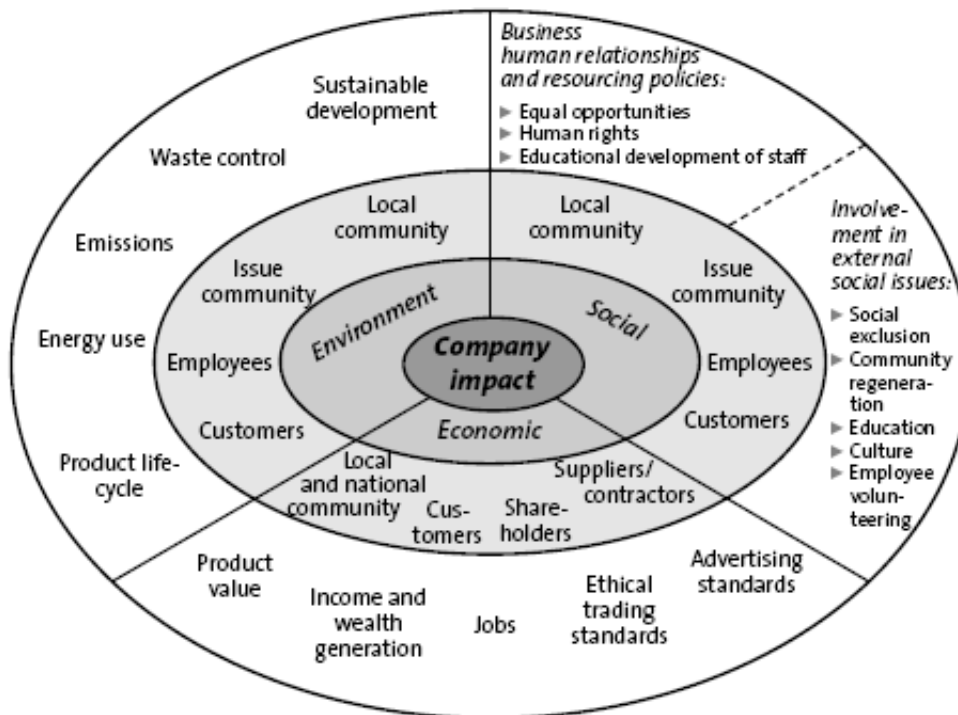 Business
human relationships
and resourcing policies:
▶ Equal opportunities
▶ Human rights
▶ Educational development of staff
Sustainable
development
Waste control
Emissions
Energy use
Product life-
cycle
Local
community
Issue
community
Employees
Customers
Local
community
Issue
community
Employees
Customers
Involve-
ment in
external
social issues:
▶ Social
exclusion
▶ Community
regenera-
tion
▶ Education
▶ Culture
▶ Employee
volun-
teering
Environment
Social
Company
impact
Economic
Local
and national
community
Cus-
tomers
Share-
holders
Suppliers/
contractors
Product
value
Income and
wealth
generation
Jobs
Ethical
trading
standards
Advertising
standards